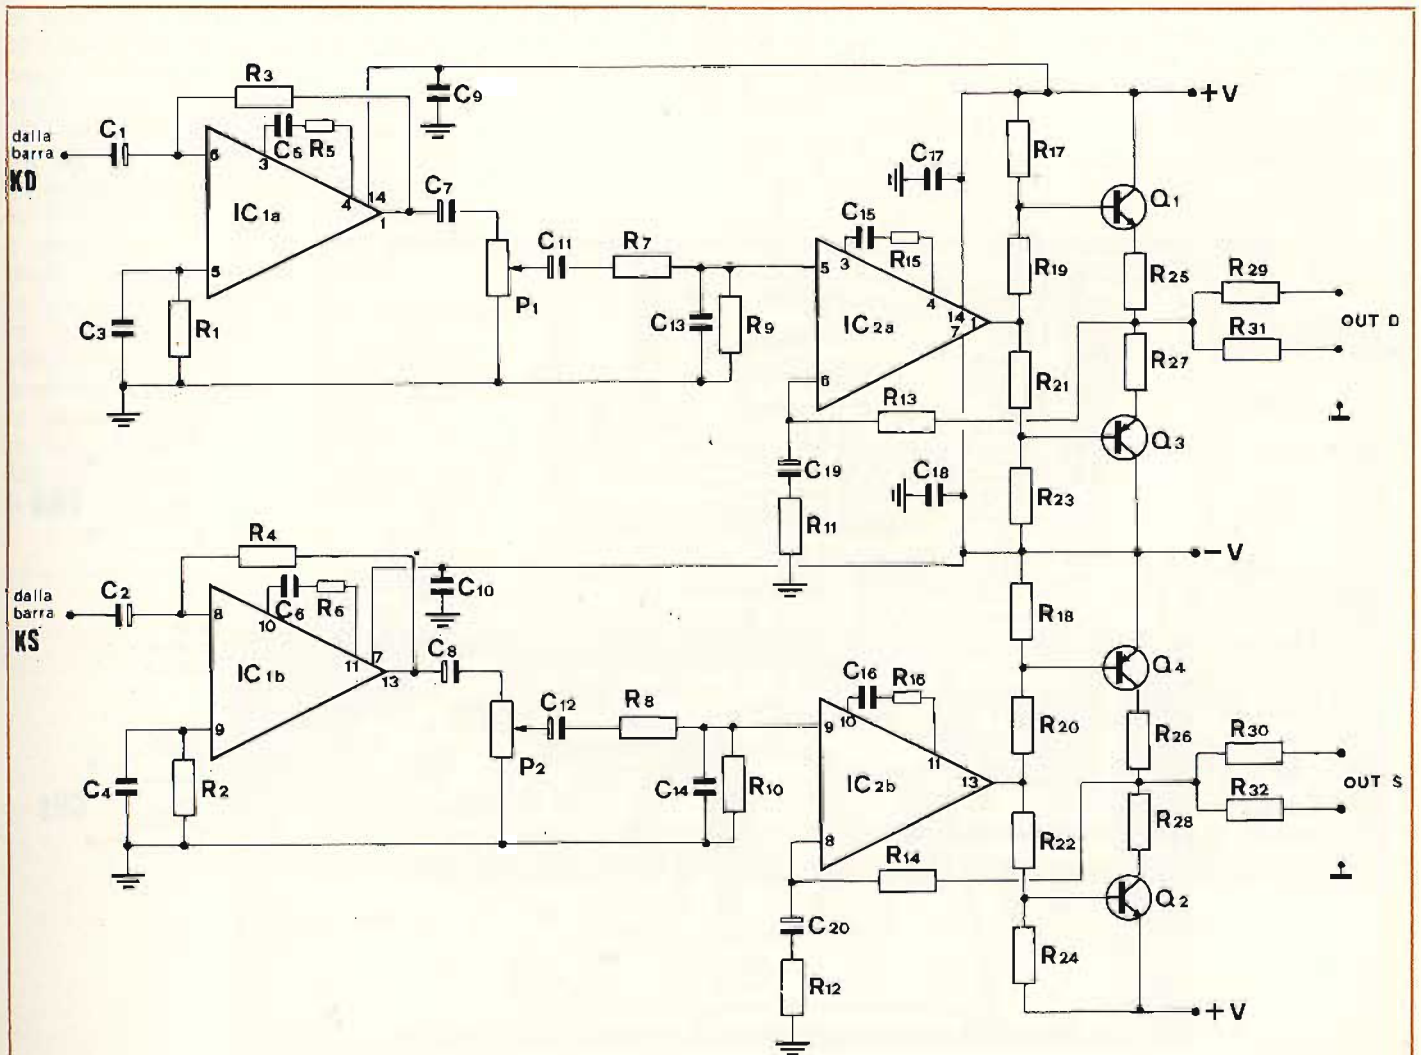 R3
C9
+V
C1
dalla
barra
KD
6
3
C5
R5
4
14
1
IC1a
5
C3
R1
C7
P1
C11
R7
C13
R9
C15
R15
5
3
4
14
7
1
IC2a
6
R13
C19
R11
C17
C18
R17
R19
R21
R23
Q1
R25
R27
Q3
R29
R31
OUT D
-V
R4
C10
C2
dalla
barra
KS
8
10
C6
R6
11
7
13
IC1b
9
C4
R2
C8
P2
C12
R8
C14
R10
C16
R16
9
10
11
13
IC2b
8
R14
C20
R12
R18
R20
R22
R24
Q4
R26
R28
Q2
R30
R32
OUT S
+V